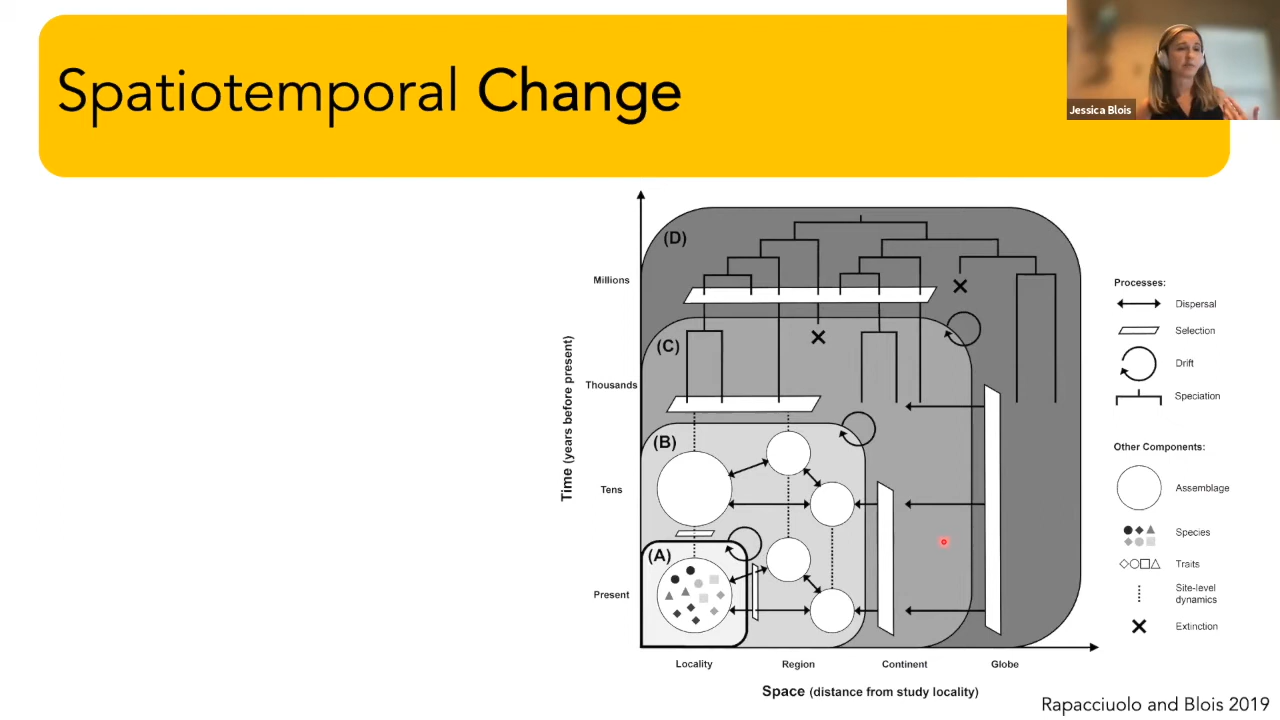 Spatiotemporal Change
Jessica Blois
Time (years before present)
Millions
Thousands
Tens
Present
(D)
(C)
(B)
(A)
Locality
Region
Continent
Globe
Space (distance from study locality)
Processes:
Dispersal
Selection
Drift
Speciation
Other Components:
Assemblage
Species
Traits
Site-level
dynamics
Extinction
Rapacciuolo and Blois 2019